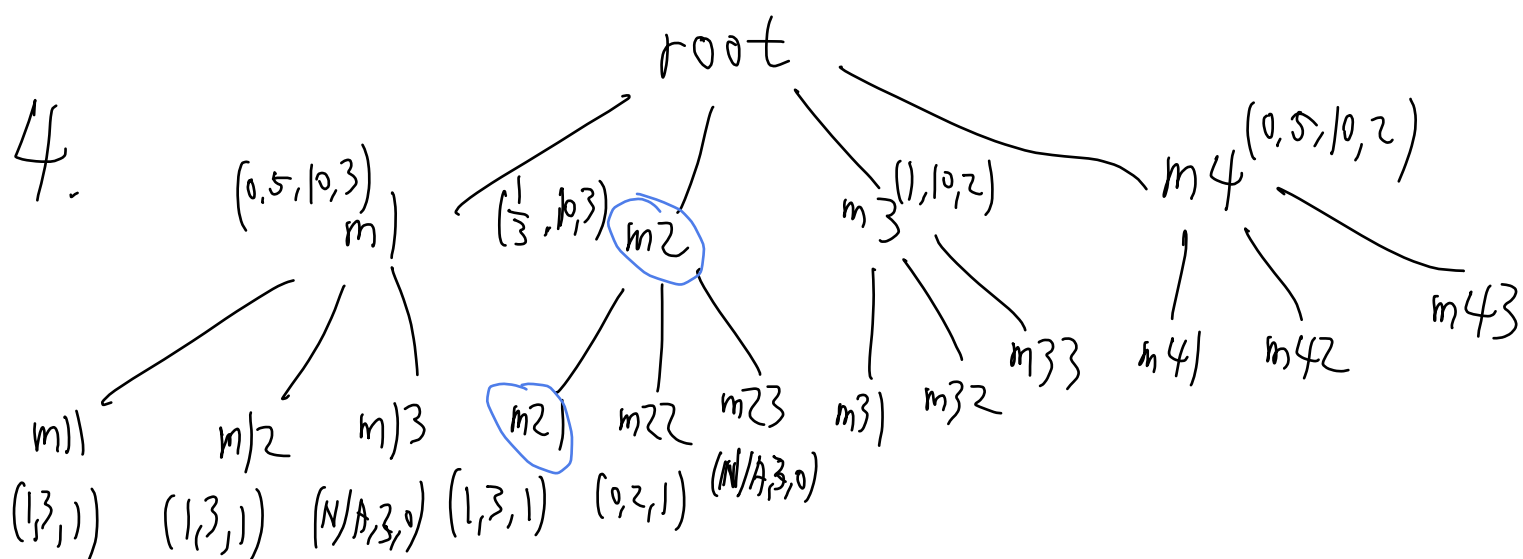 root
4.
(0.5, 10, 2)
m4
(0.5, 10, 3)
m1
(1/3, 10, 3)
m2
m3 (1, 10, 2)
m43
m33
m41
m42
m11
m12
m13
m21
m22
m23
m31
m32
(1, 3, 1)
(1, 3, 1)
(N/A, 3, 0)
(1, 3, 1)
(0, 2, 1)
(N/A, 3, 0)